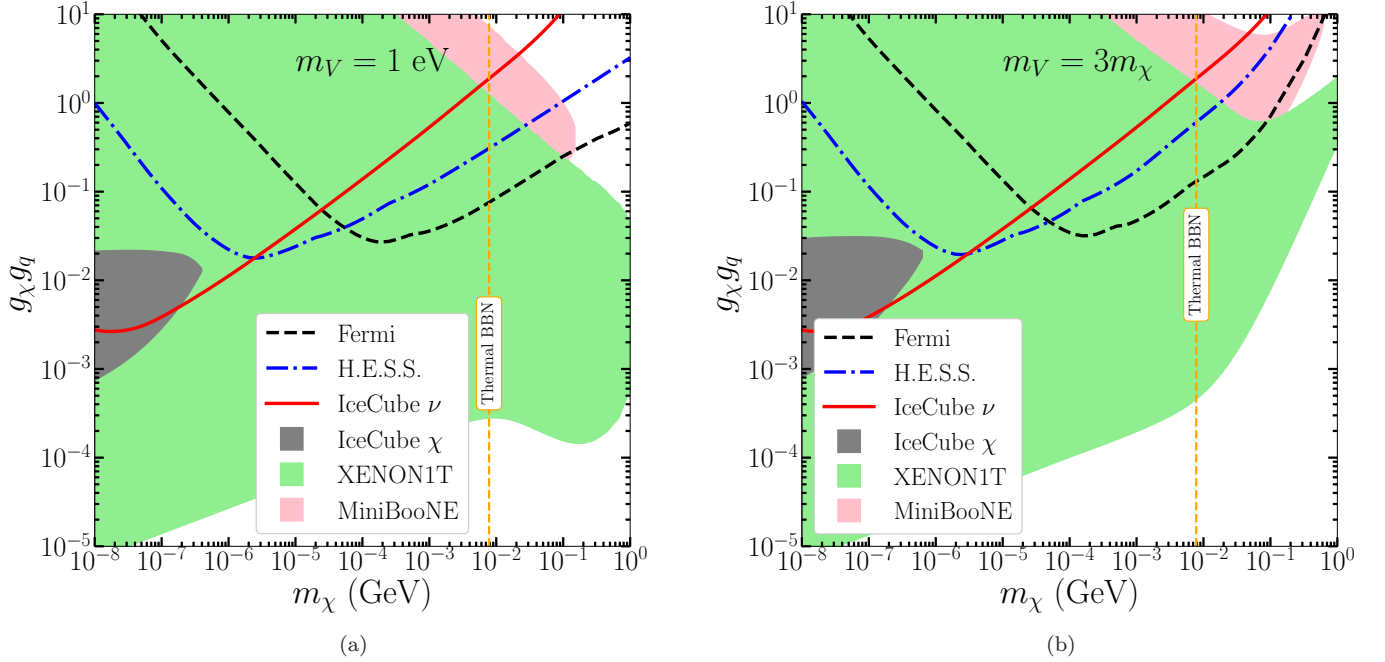 m_V = 1 eV
10^1
10^0
10^-1
10^-2
10^-3
10^-4
10^-5
g_χ g_q
Thermal BBN
Fermi
H.E.S.S.
IceCube ν
IceCube χ
XENON1T
MiniBooNE
10^-8 10^-7 10^-6 10^-5 10^-4 10^-3 10^-2 10^-1 10^0
m_χ (GeV)
(a)
m_V = 3m_χ
10^1
10^0
10^-1
10^-2
10^-3
10^-4
10^-5
g_χ g_q
Thermal BBN
Fermi
H.E.S.S.
IceCube ν
IceCube χ
XENON1T
MiniBooNE
10^-8 10^-7 10^-6 10^-5 10^-4 10^-3 10^-2 10^-1 10^0
m_χ (GeV)
(b)